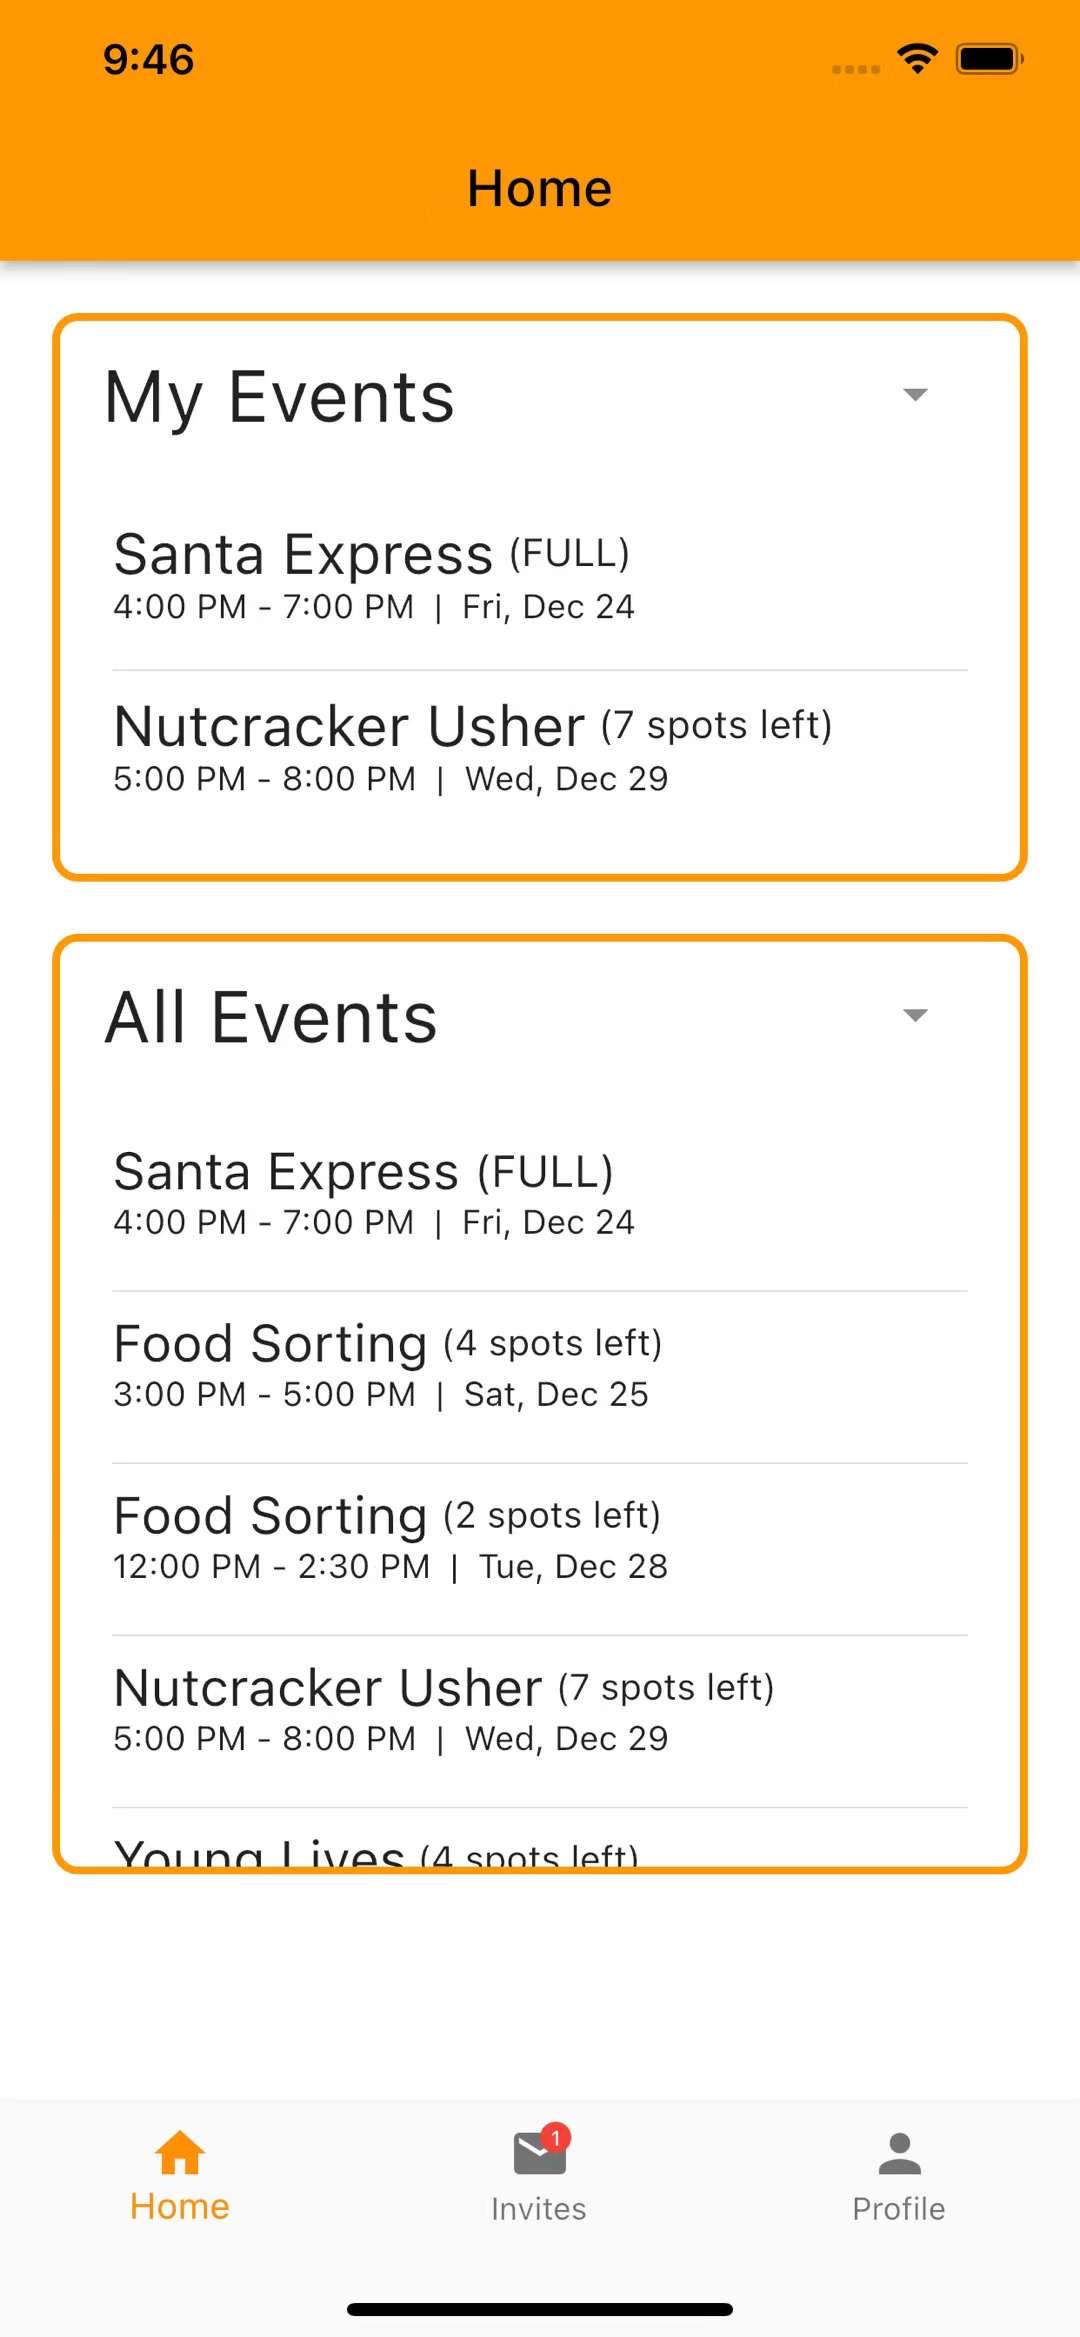 9:46
Home
My Events
Santa Express (FULL)
4:00 PM - 7:00 PM | Fri, Dec 24
Nutcracker Usher (7 spots left)
5:00 PM - 8:00 PM | Wed, Dec 29
All Events
Santa Express (FULL)
4:00 PM - 7:00 PM | Fri, Dec 24
Food Sorting (4 spots left)
3:00 PM - 5:00 PM | Sat, Dec 25
Food Sorting (2 spots left)
12:00 PM - 2:30 PM | Tue, Dec 28
Nutcracker Usher (7 spots left)
5:00 PM - 8:00 PM | Wed, Dec 29
Young Lives (4 spots left)
1
Home
Invites
Profile